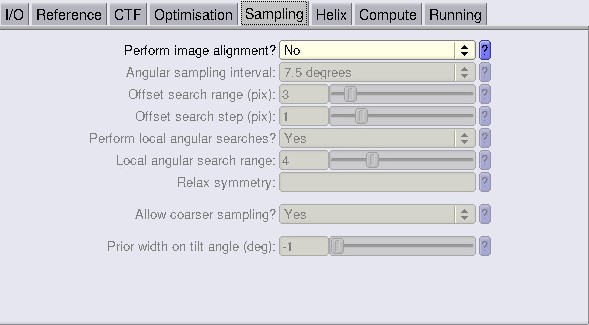 I/O Reference CTF Optimisation Sampling Helix Compute Running
Perform image alignment? No ?
Angular sampling interval: 7.5 degrees ?
Offset search range (pix): 3 ?
Offset search step (pix): 1 ?
Perform local angular searches? Yes ?
Local angular search range: 4 ?
Relax symmetry: ?
Allow coarser sampling? Yes ?
Prior width on tilt angle (deg): -1 ?